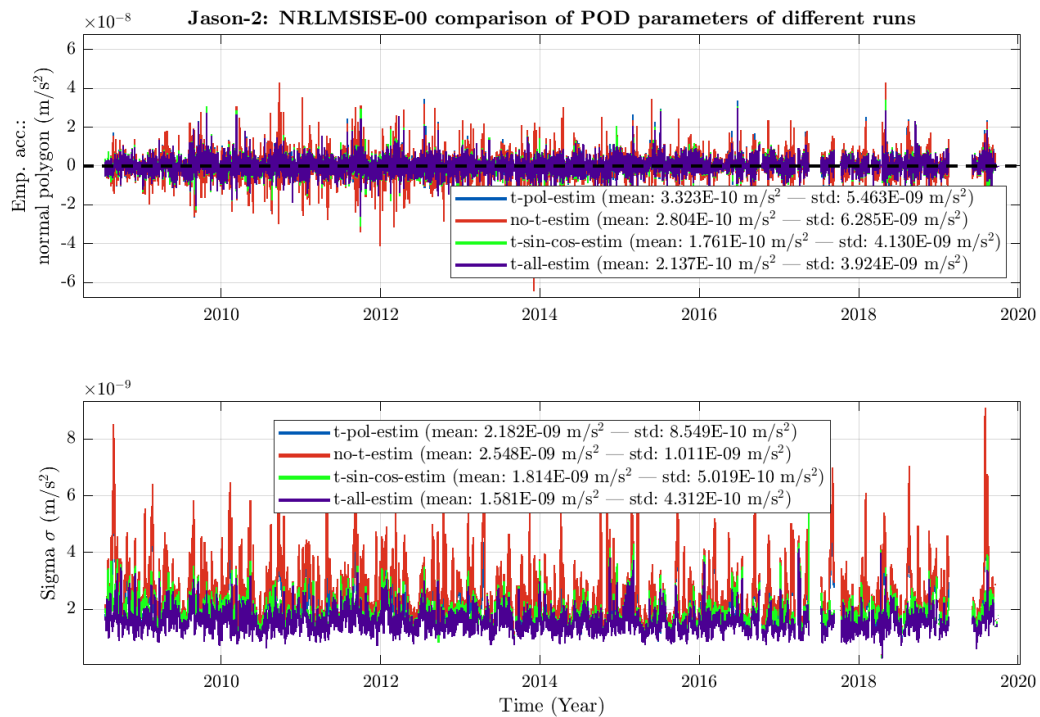 Jason-2: NRLMSISE-00 comparison of POD parameters of different runs
×10⁻⁸
Emp. acc.:
normal polygon (m/s²)
6
4
2
0
-2
-4
-6
t-pol-estim (mean: 3.323E-10 m/s² — std: 5.463E-09 m/s²)
no-t-estim (mean: 2.804E-10 m/s² — std: 6.285E-09 m/s²)
t-sin-cos-estim (mean: 1.761E-10 m/s² — std: 4.130E-09 m/s²)
t-all-estim (mean: 2.137E-10 m/s² — std: 3.924E-09 m/s²)
2010 2012 2014 2016 2018 2020
×10⁻⁹
Sigma σ (m/s²)
8
6
4
2
t-pol-estim (mean: 2.182E-09 m/s² — std: 8.549E-10 m/s²)
no-t-estim (mean: 2.548E-09 m/s² — std: 1.011E-09 m/s²)
t-sin-cos-estim (mean: 1.814E-09 m/s² — std: 5.019E-10 m/s²)
t-all-estim (mean: 1.581E-09 m/s² — std: 4.312E-10 m/s²)
2010 2012 2014 2016 2018 2020
Time (Year)